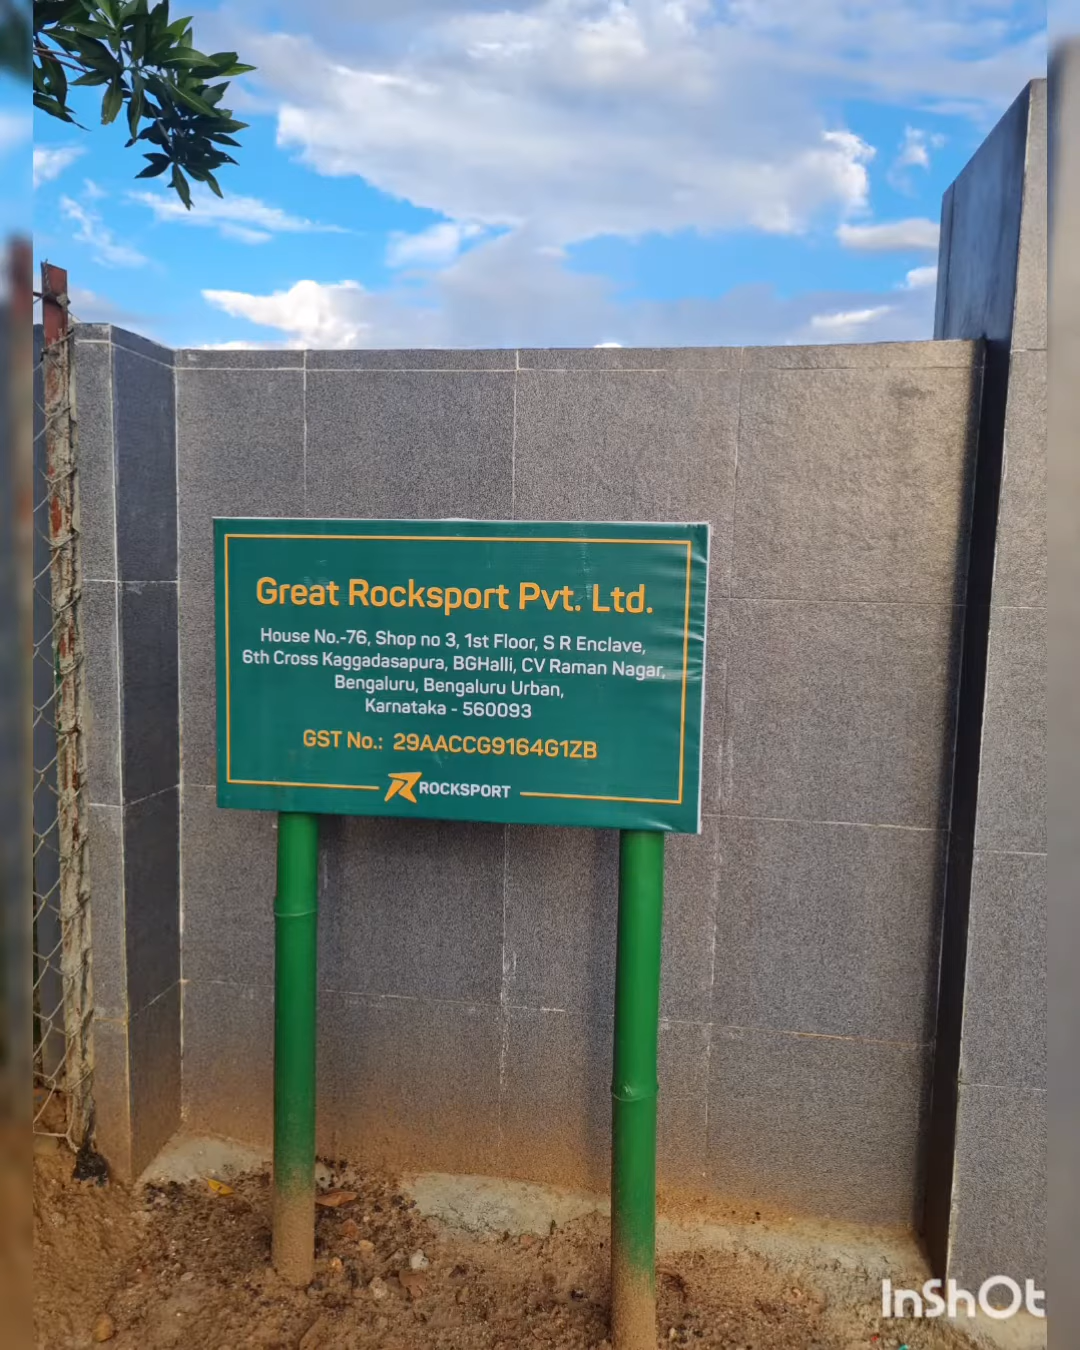 Great Rocksport Pvt. Ltd.
House No.-76, Shop no 3, 1st Floor, S R Enclave,
6th Cross Kaggadasapura, BGHalli, CV Raman Nagar,
Bengaluru, Bengaluru Urban,
Karnataka - 560093
GST No.: 29AACCG9164G1ZB
ROCKSPORT
InShOt